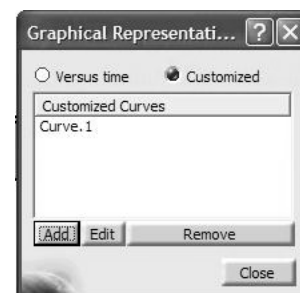 Graphical Representati... ? X
Versus time Customized
Customized Curves
Curve.1
Add Edit Remove
Close